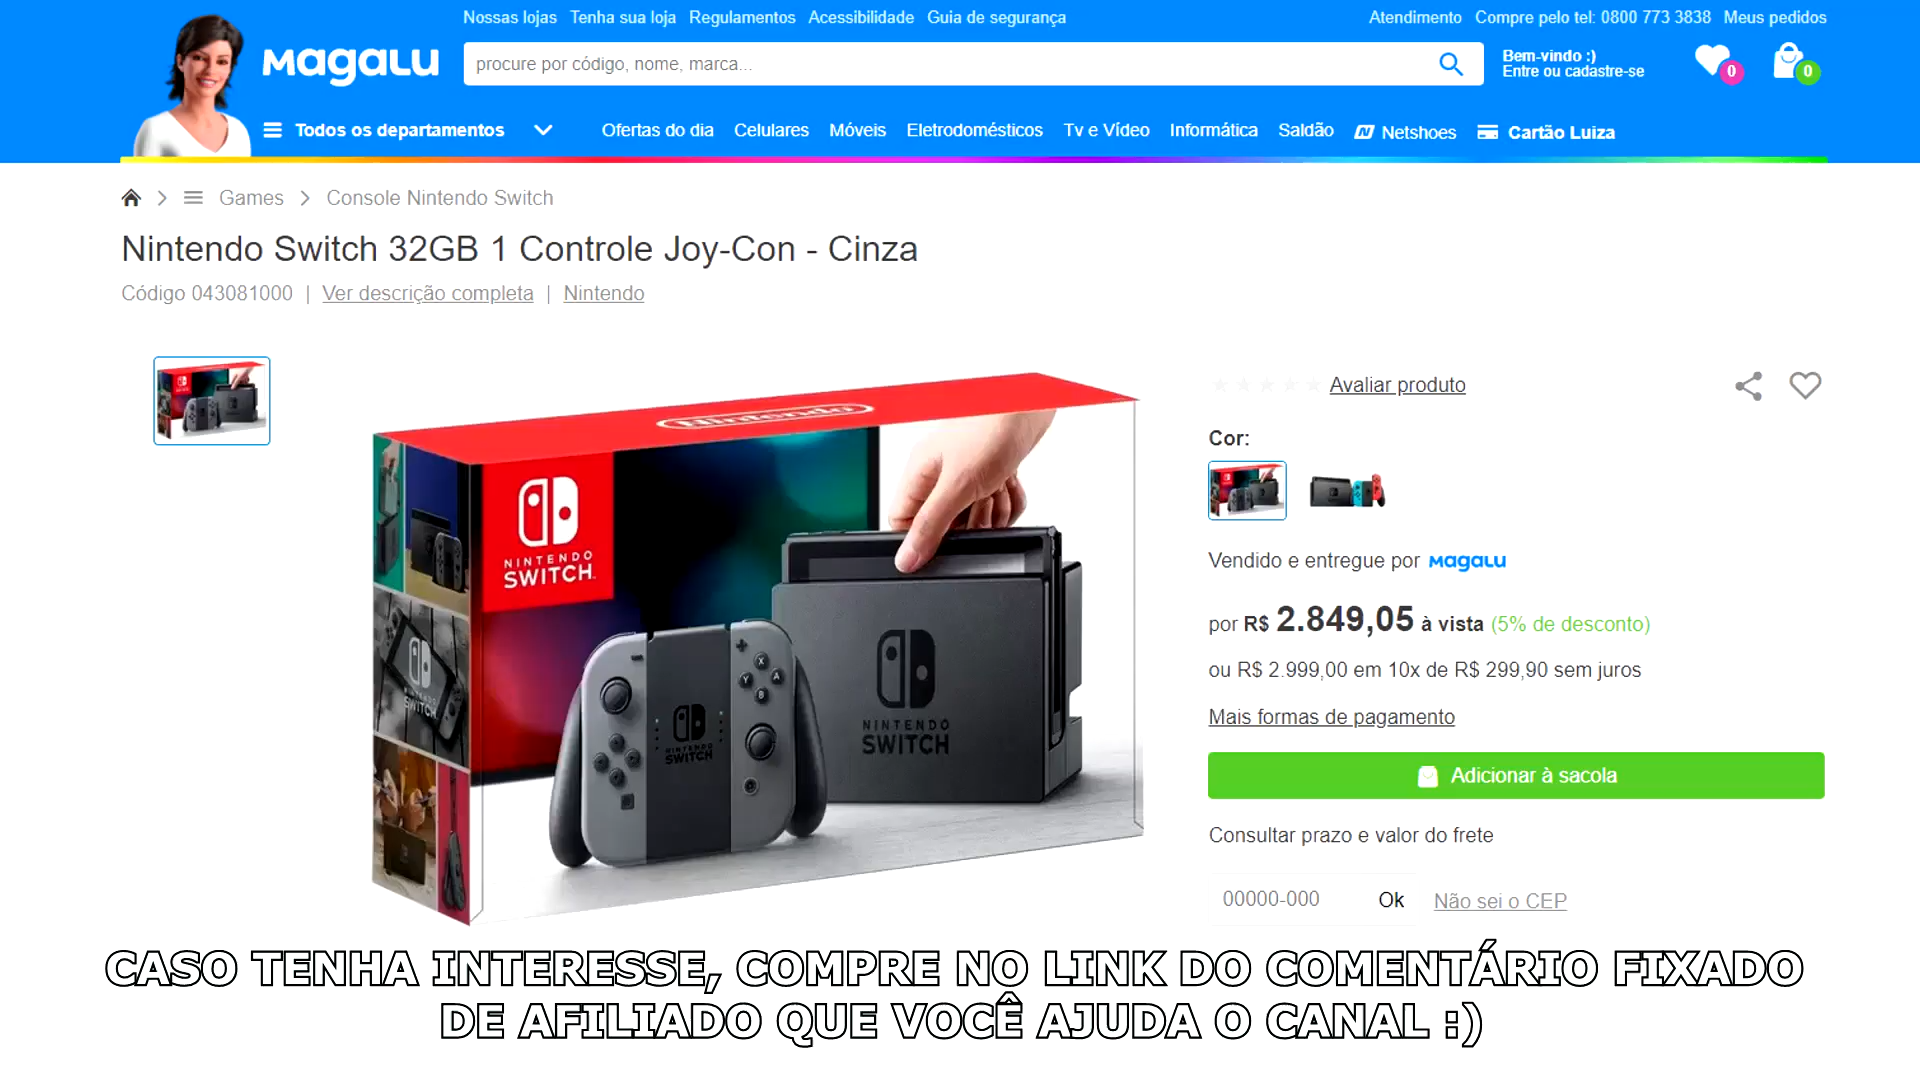 Nossas lojas Tenha sua loja Regulamentos Acessibilidade Guia de segurança
Atendimento Compre pelo tel: 0800 773 3838 Meus pedidos
Magalu
procure por código, nome, marca...
Bem-vindo :)
Entre ou cadastre-se
0
0
Todos os departamentos
Ofertas do dia Celulares Móveis Eletrodomésticos Tv e Vídeo Informática Saldão N Netshoes Cartão Luiza
Games Console Nintendo Switch
Nintendo Switch 32GB 1 Controle Joy-Con - Cinza
Código 043081000 | Ver descrição completa | Nintendo
Avaliar produto
Nintendo
Cor:
NINTENDO
SWITCH
Vendido e entregue por Magalu
por R$ 2.849,05 à vista (5% de desconto)
ou R$ 2.999,00 em 10x de R$ 299,90 sem juros
X
Y A
B
NINTENDO
SWITCH
NINTENDO
SWITCH
SWITCH
Mais formas de pagamento
Adicionar à sacola
Consultar prazo e valor do frete
00000-000 Ok Não sei o CEP
CASO TENHA INTERESSE, COMPRE NO LINK DO COMENTÁRIO FIXADO
DE AFILIADO QUE VOCÊ AJUDA O CANAL :)